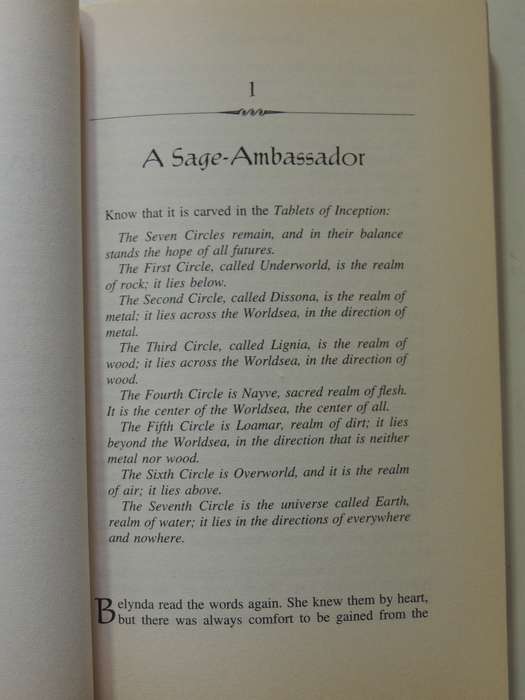 1
A Sage-Ambassador
Know that it is carved in the Tablets of Inception:
The Seven Circles remain, and in their balance
stands the hope of all futures.
The First Circle, called Underworld, is the realm
of rock; it lies below.
The Second Circle, called Dissona, is the realm of
metal; it lies across the Worldsea, in the direction of
metal.
The Third Circle, called Lignia, is the realm of
wood; it lies across the Worldsea, in the direction of
wood.
The Fourth Circle is Nayve, sacred realm of flesh.
It is the center of the Worldsea, the center of all.
The Fifth Circle is Loamar, realm of dirt; it lies
beyond the Worldsea, in the direction that is neither
metal nor wood.
The Sixth Circle is Overworld, and it is the realm
of air; it lies above.
The Seventh Circle is the universe called Earth,
realm of water; it lies in the directions of everywhere
and nowhere.
Belynda read the words again. She knew them by heart,
but there was always comfort to be gained from the